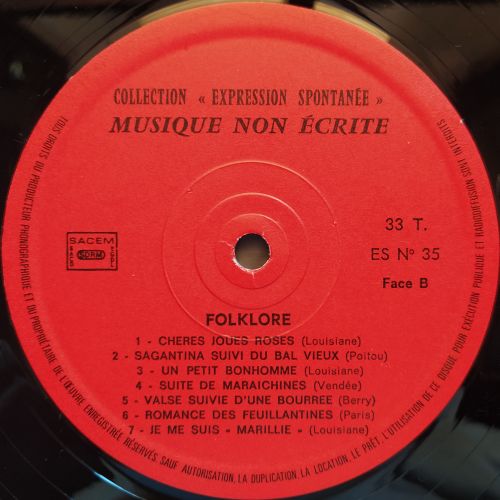 COLLECTION « EXPRESSION SPONTANÉE »
MUSIQUE NON ÉCRITE
33 T.
ES Nº 35
Face B
SACEM
SDRM
FOLKLORE
1 - CHERES JOUES ROSES (Louisiane)
2 - SAGANTINA SUIVI DU BAL VIEUX (Poitou)
3 - UN PETIT BONHOMME (Louisiane)
4 - SUITE DE MARAICHINES (Vendée)
5 - VALSE SUIVIE D'UNE BOURREE (Berry)
6 - ROMANCE DES FEUILLANTINES (Paris)
7 - JE ME SUIS « MARILLIE » (Louisiane)
TOUS DROITS DU PRODUCTEUR PHONOGRAPHIQUE ET DU PROPRIÉTAIRE DE L'ŒUVRE ENREGISTRÉE RÉSERVÉS SAUF AUTORISATION, LA DUPLICATION, LA LOCATION, LE PRÊT, L'UTILISATION DE CE DISQUE POUR EXÉCUTION PUBLIQUE ET RADIODIFFUSION SONT INTERDITS